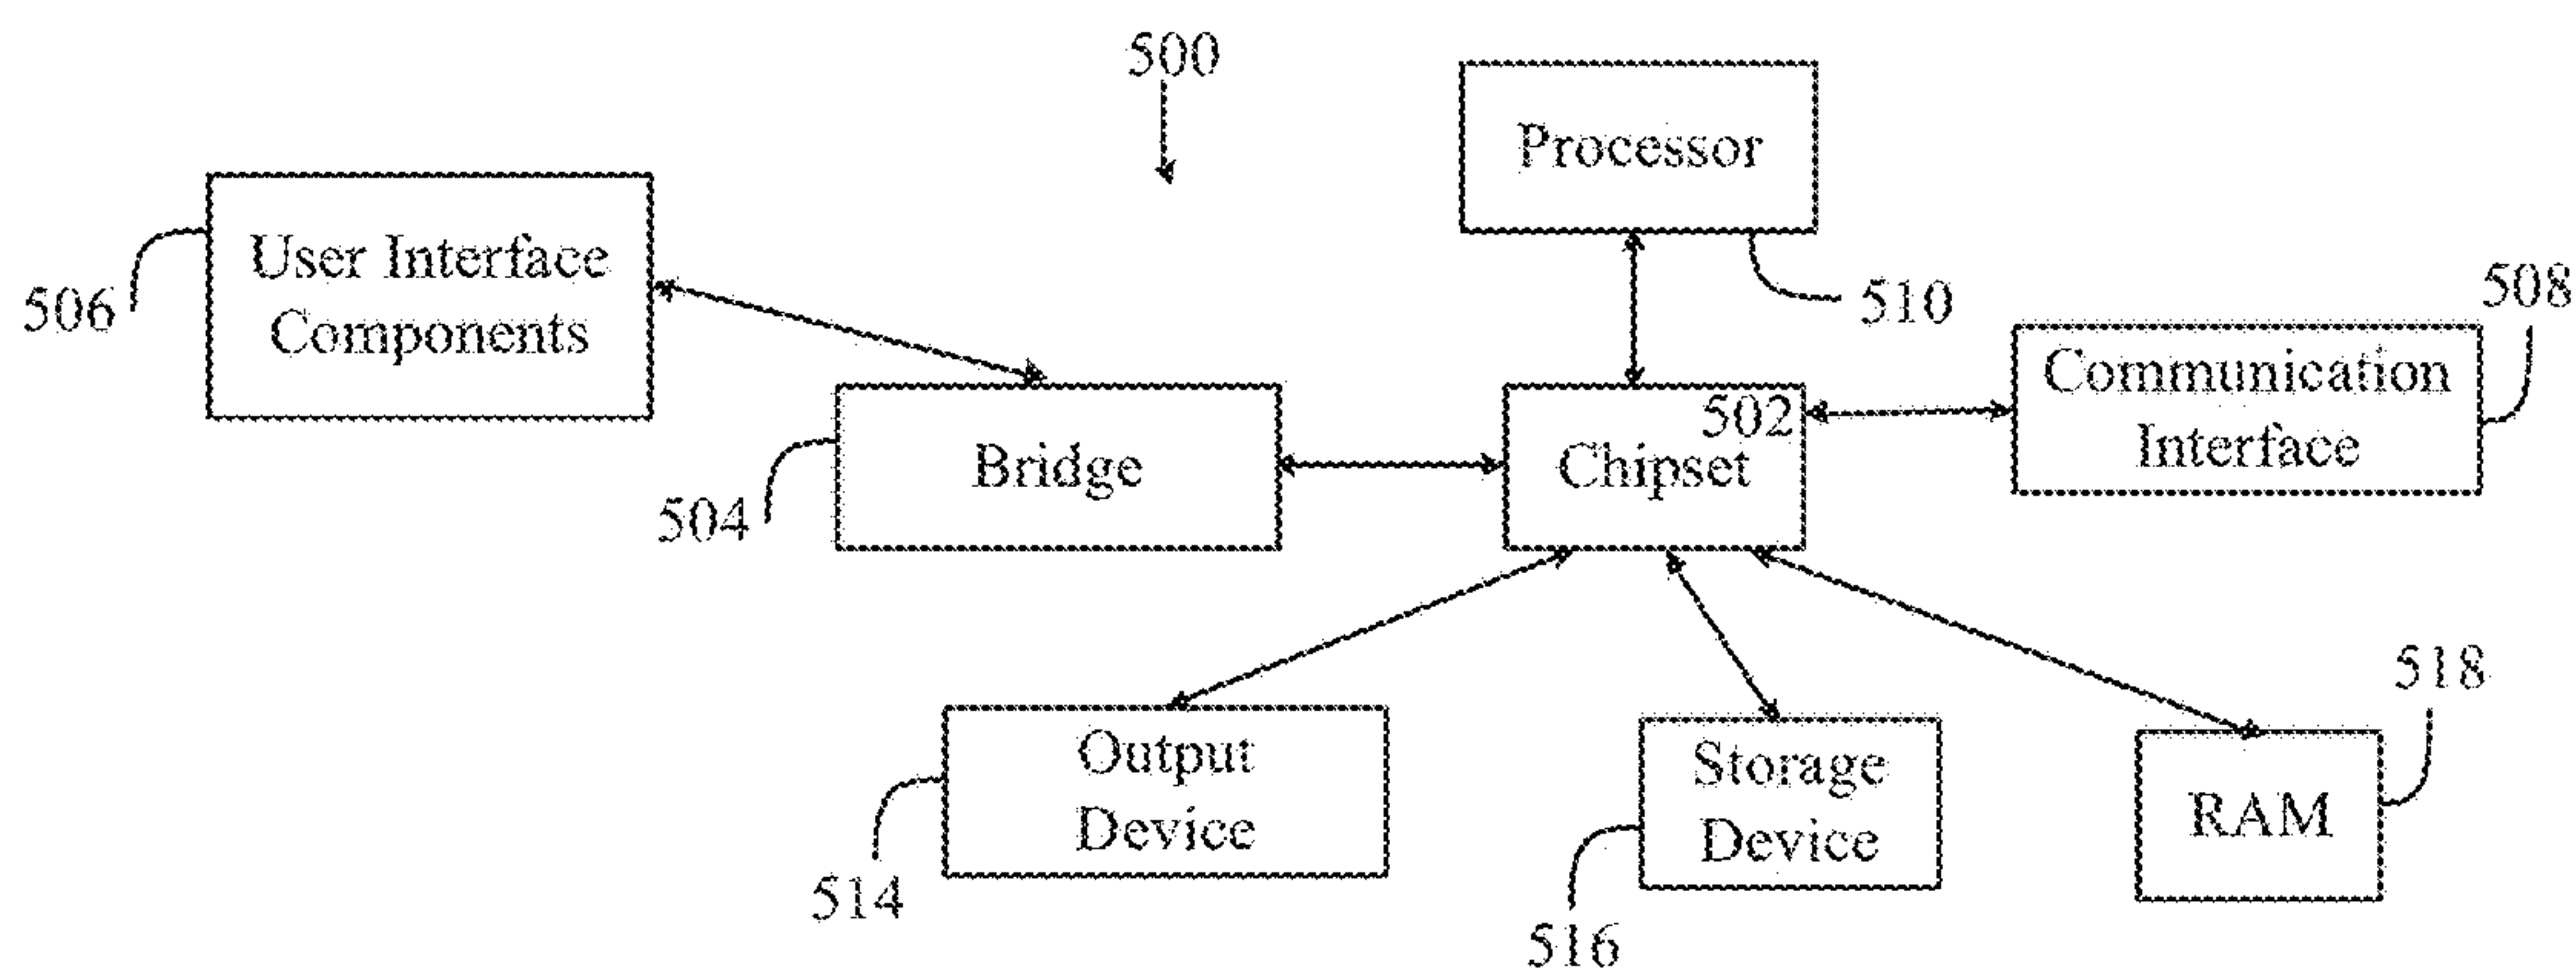 500
Processor
User Interface
Components
506
510
508
Communication
Interface
502
Chipset
Bridge
504
518
Output
Device
514
Storage
Device
516
RAM